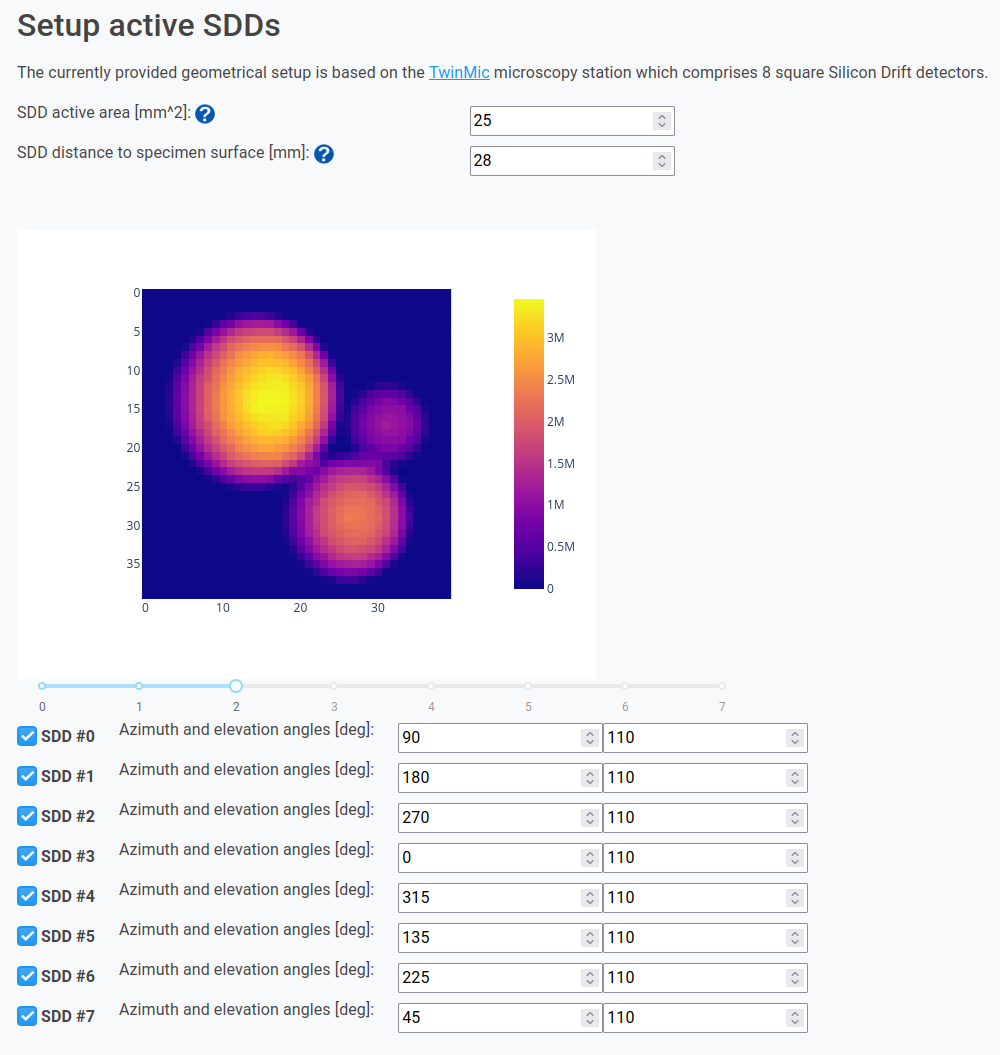 Setup active SDDs
The currently provided geometrical setup is based on the TwinMic microscopy station which comprises 8 square Silicon Drift detectors.
SDD active area [mm^2]: ? 25
SDD distance to specimen surface [mm]: ? 28
0
5
10
15
20
25
30
35
0 10 20 30
3M
2.5M
2M
1.5M
1M
0.5M
0
0 1 2 3 4 5 6 7
SDD #0 Azimuth and elevation angles [deg]: 90 110
SDD #1 Azimuth and elevation angles [deg]: 180 110
SDD #2 Azimuth and elevation angles [deg]: 270 110
SDD #3 Azimuth and elevation angles [deg]: 0 110
SDD #4 Azimuth and elevation angles [deg]: 315 110
SDD #5 Azimuth and elevation angles [deg]: 135 110
SDD #6 Azimuth and elevation angles [deg]: 225 110
SDD #7 Azimuth and elevation angles [deg]: 45 110